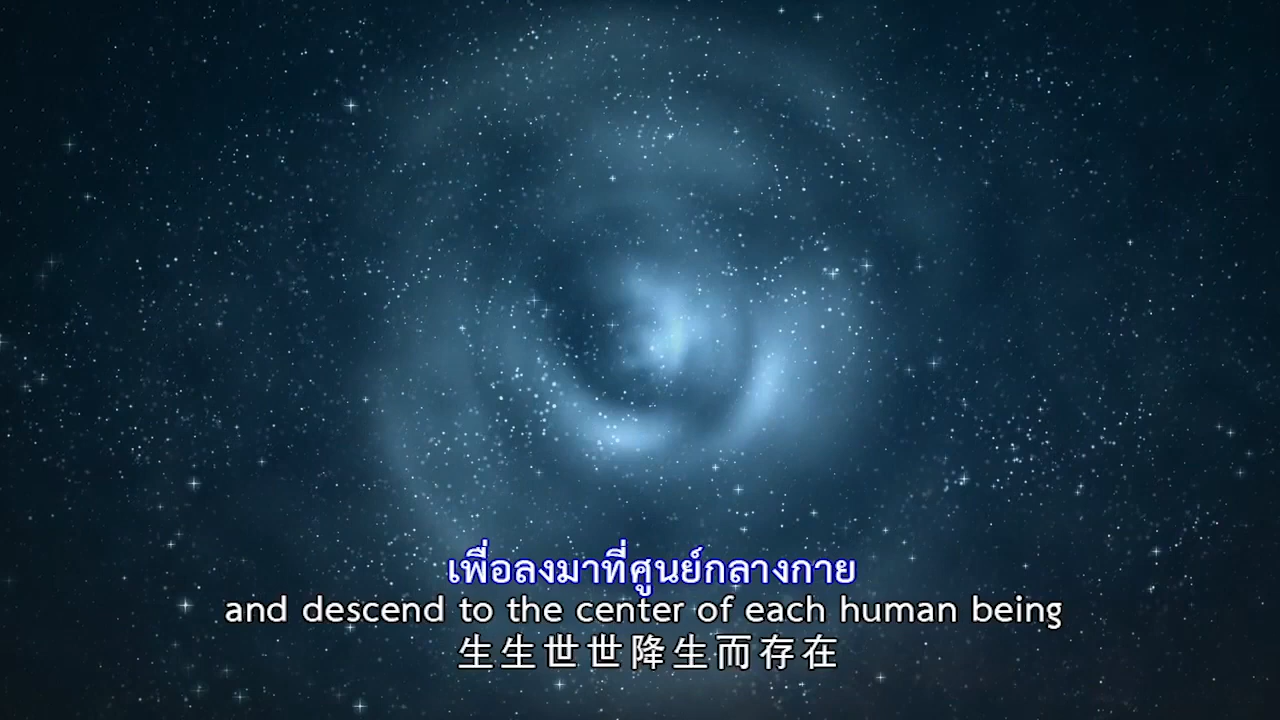 เพื่อลงมาที่ศูนย์กลางกาย
and descend to the center of each human being
生生世世降生而存在